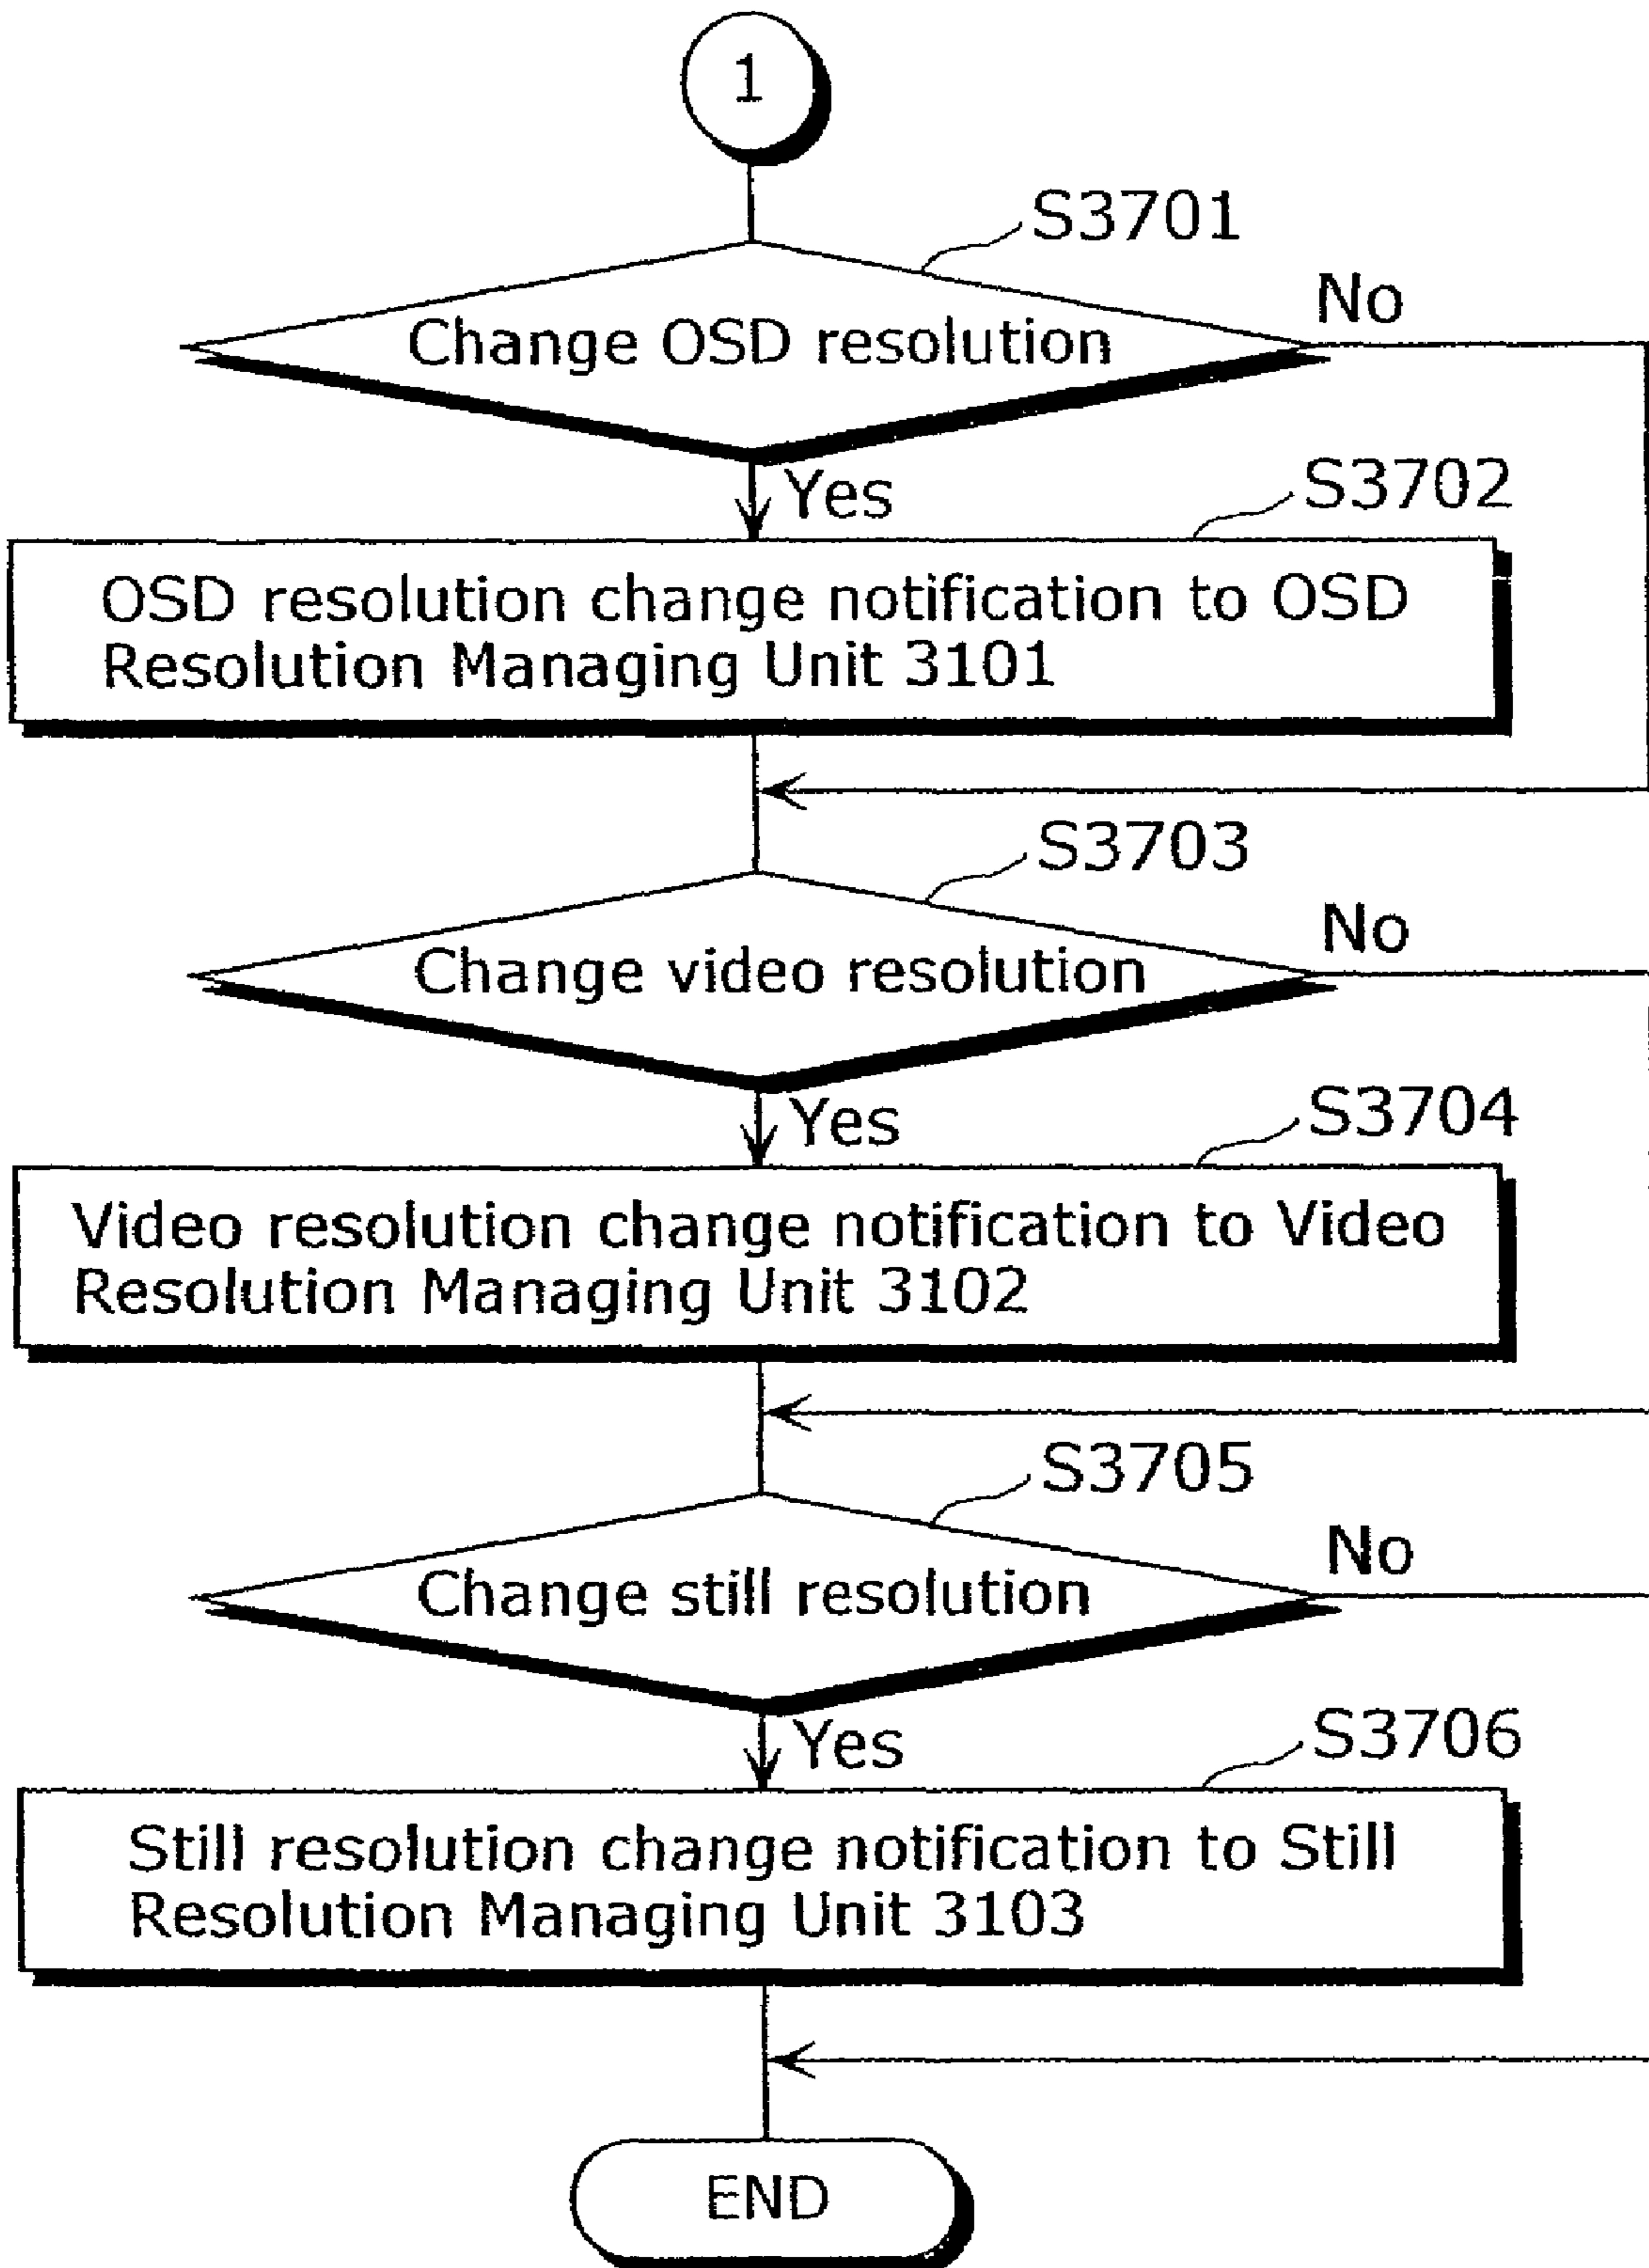 1
S3701
No
Change OSD resolution
Yes
S3702
OSD resolution change notification to OSD
Resolution Managing Unit 3101
S3703
No
Change video resolution
Yes
S3704
Video resolution change notification to Video
Resolution Managing Unit 3102
S3705
No
Change still resolution
Yes
S3706
Still resolution change notification to Still
Resolution Managing Unit 3103
END